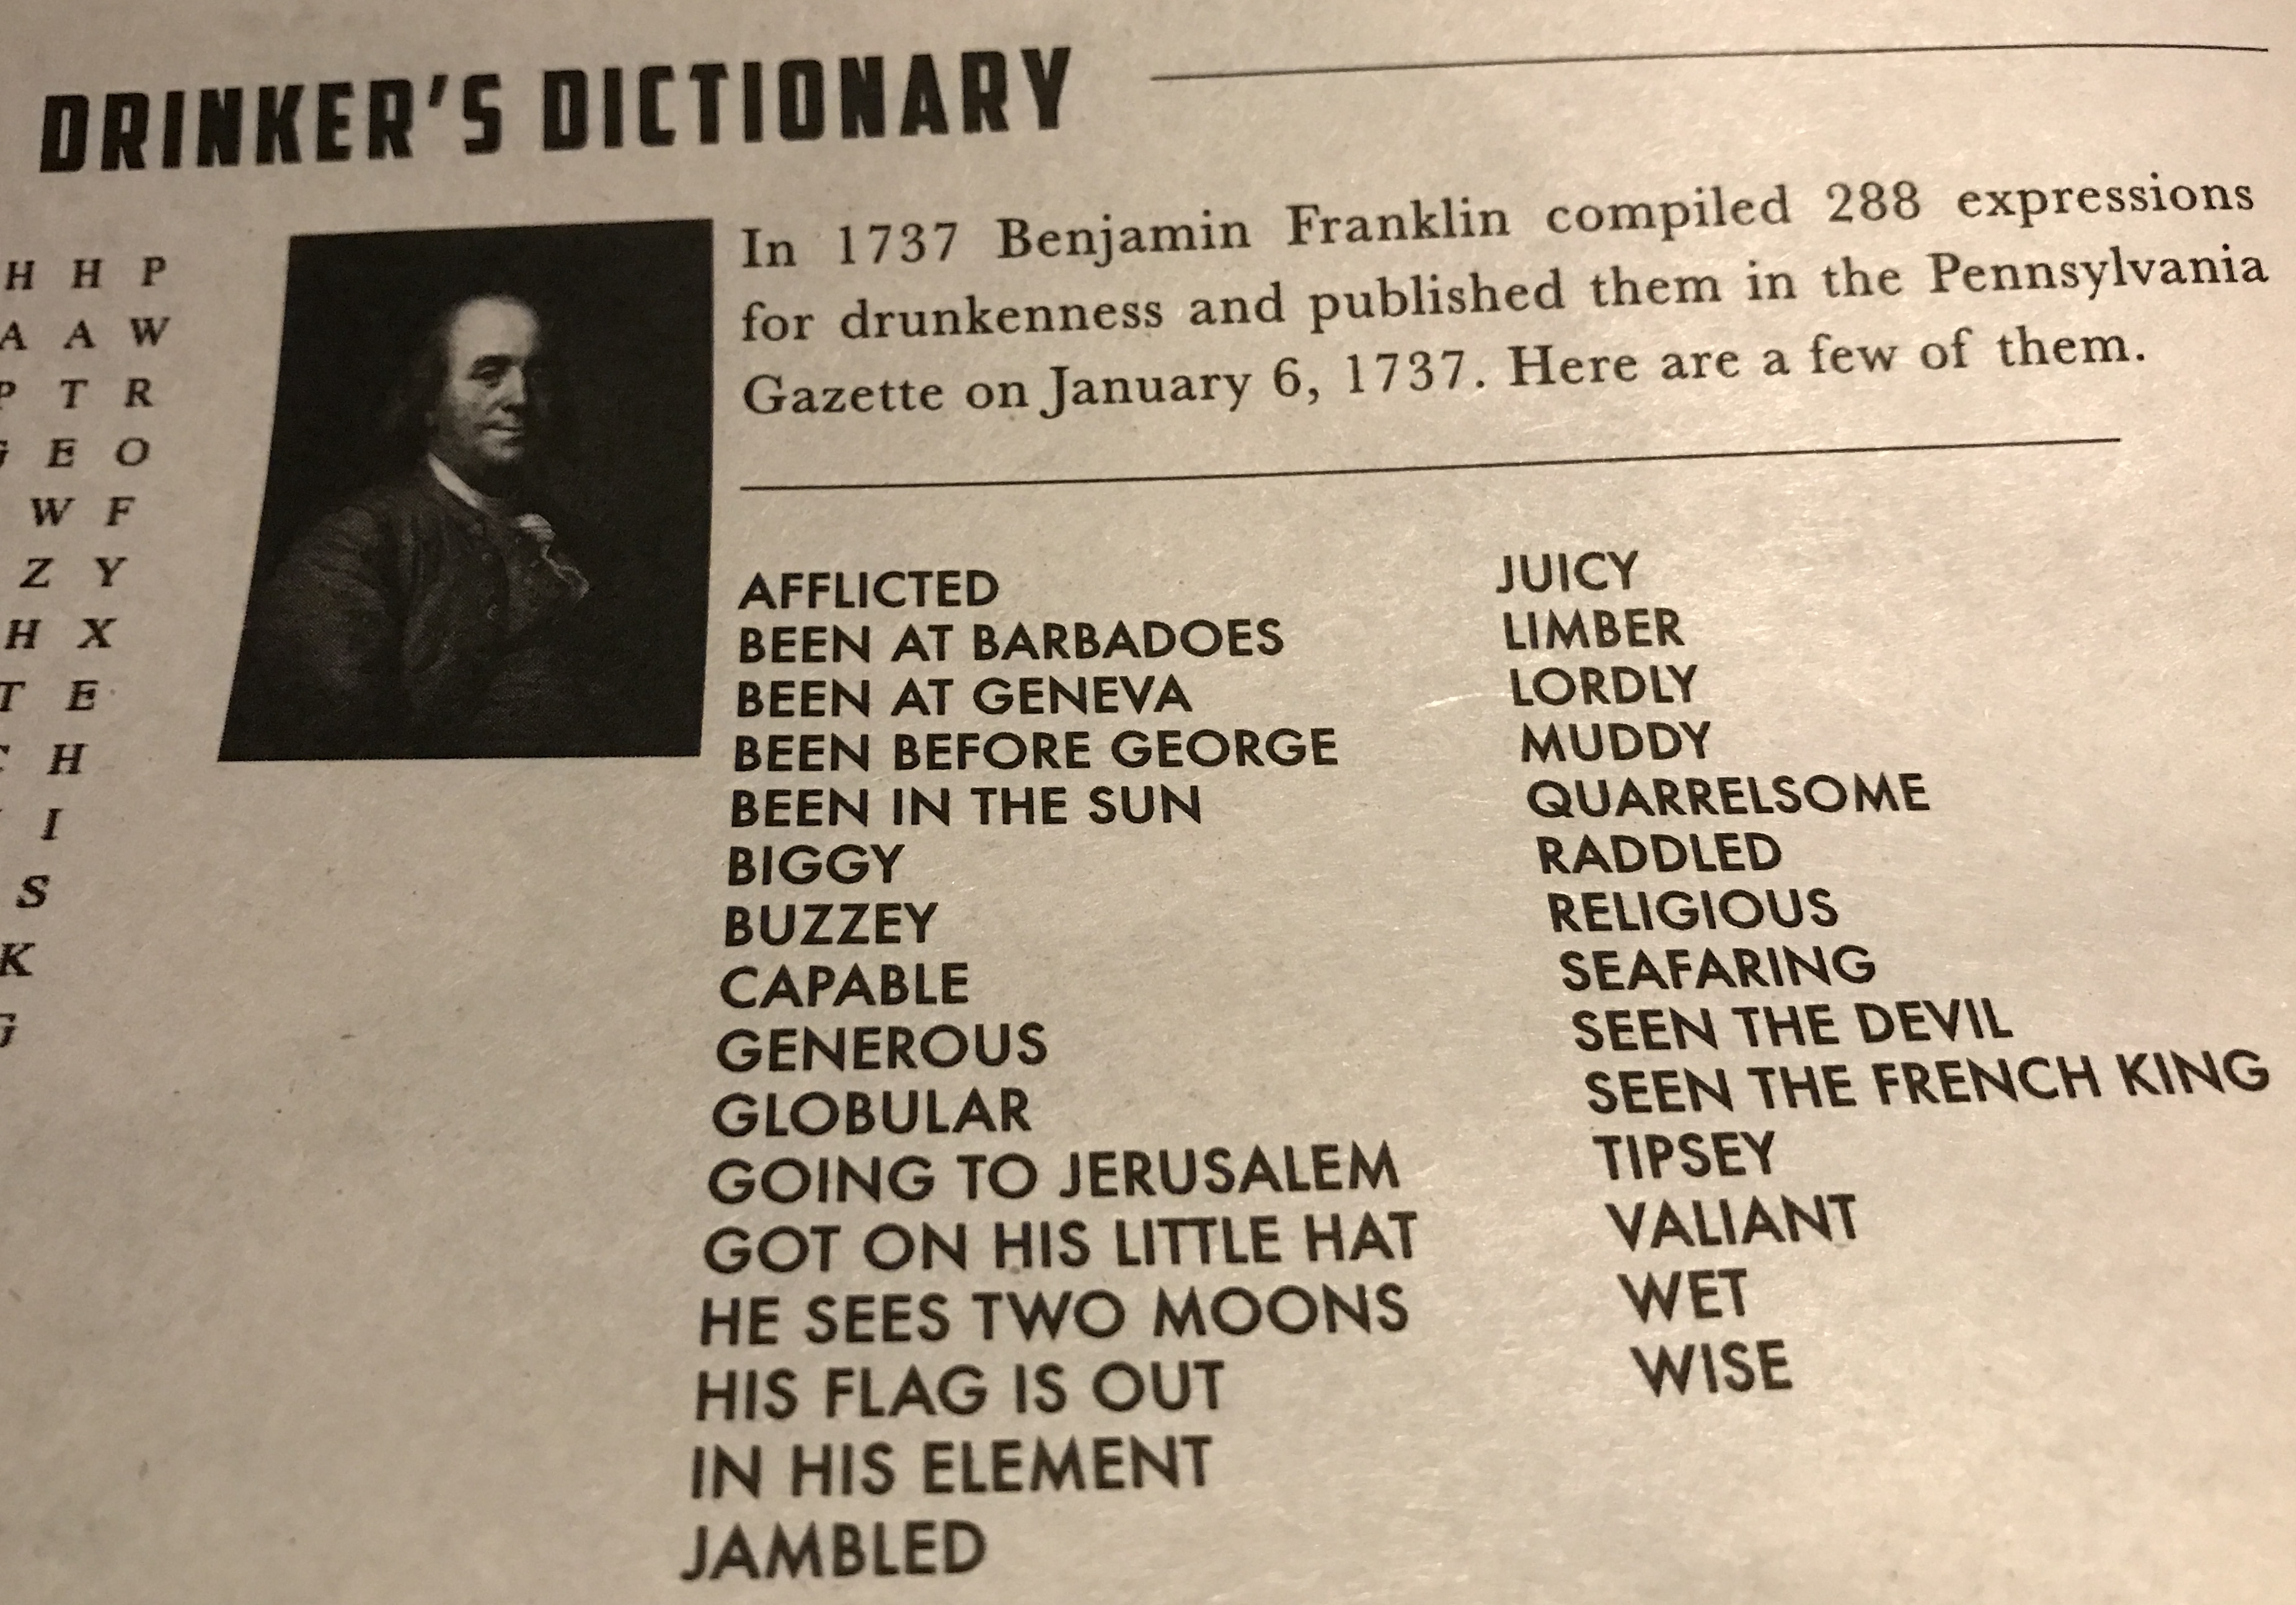 DRINKER'S DICTIONARY
H H P
A A W
P T R
E O
W F
Z Y
H X
T E
H
I
S
K
G
In 1737 Benjamin Franklin compiled 288 expressions
for drunkenness and published them in the Pennsylvania
Gazette on January 6, 1737. Here are a few of them.
AFFLICTED
BEEN AT BARBADOES
BEEN AT GENEVA
BEEN BEFORE GEORGE
BEEN IN THE SUN
BIGGY
BUZZEY
CAPABLE
GENEROUS
GLOBULAR
GOING TO JERUSALEM
GOT ON HIS LITTLE HAT
HE SEES TWO MOONS
HIS FLAG IS OUT
IN HIS ELEMENT
JAMBLED
JUICY
LIMBER
LORDLY
MUDDY
QUARRELSOME
RADDLED
RELIGIOUS
SEAFARING
SEEN THE DEVIL
SEEN THE FRENCH KING
TIPSEY
VALIANT
WET
WISE